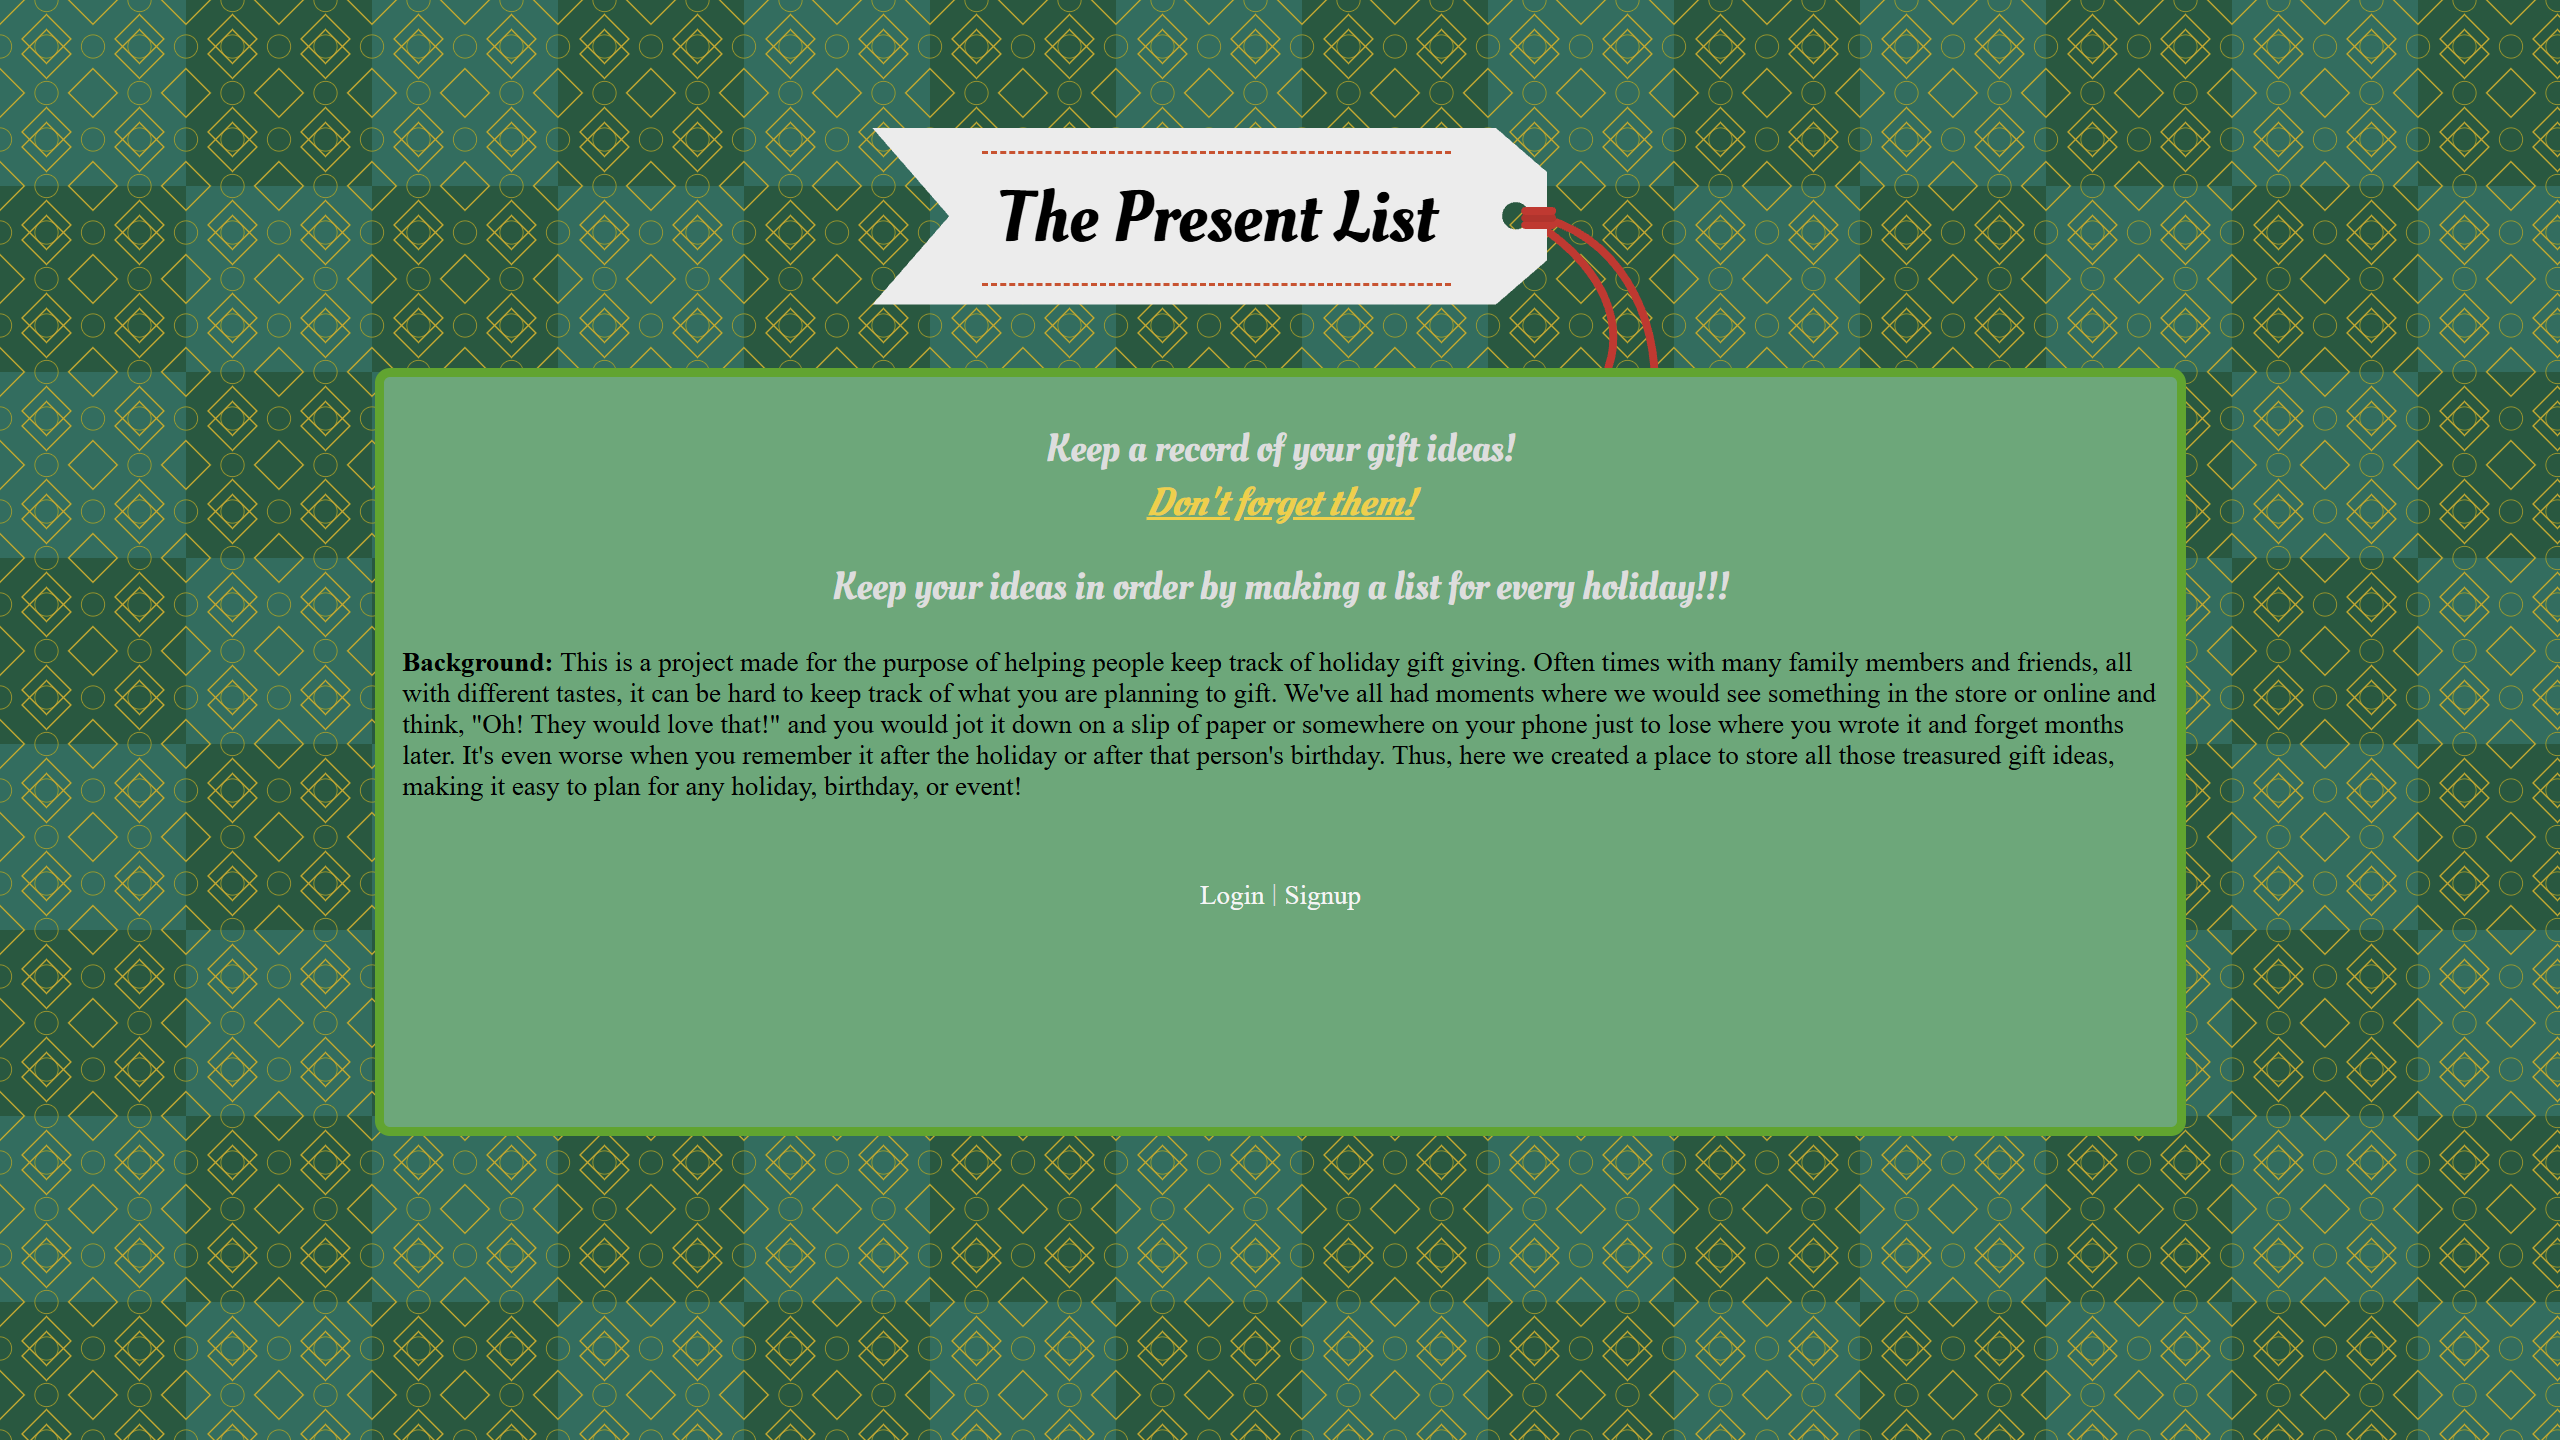 The Present List
Keep a record of your gift ideas!
Don't forget them!
Keep your ideas in order by making a list for every holiday!!!
Background: This is a project made for the purpose of helping people keep track of holiday gift giving. Often times with many family members and friends, all
with different tastes, it can be hard to keep track of what you are planning to gift. We've all had moments where we would see something in the store or online and
think, "Oh! They would love that!" and you would jot it down on a slip of paper or somewhere on your phone just to lose where you wrote it and forget months
later. It's even worse when you remember it after the holiday or after that person's birthday. Thus, here we created a place to store all those treasured gift ideas,
making it easy to plan for any holiday, birthday, or event!
Login | Signup